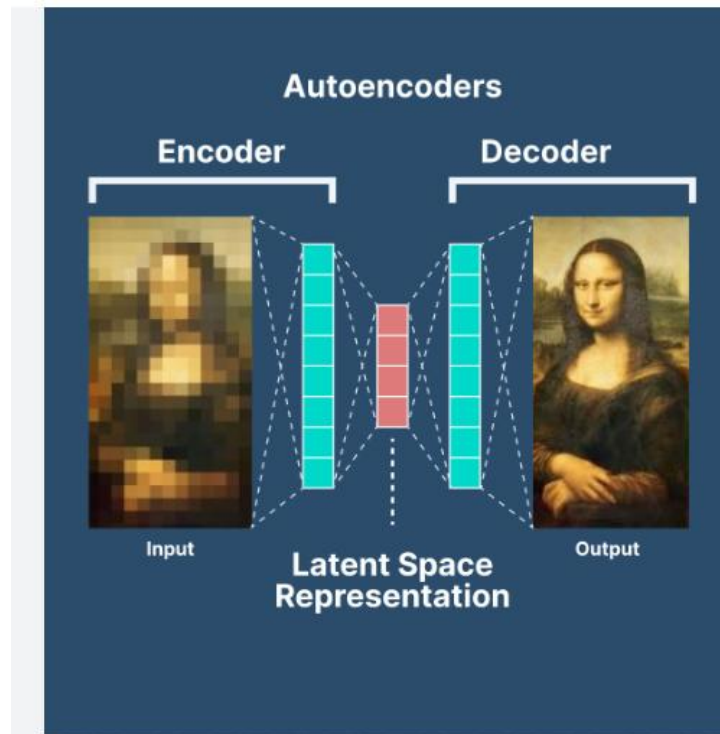 Autoencoders
Encoder
Decoder
Input
Output
Latent Space
Representation